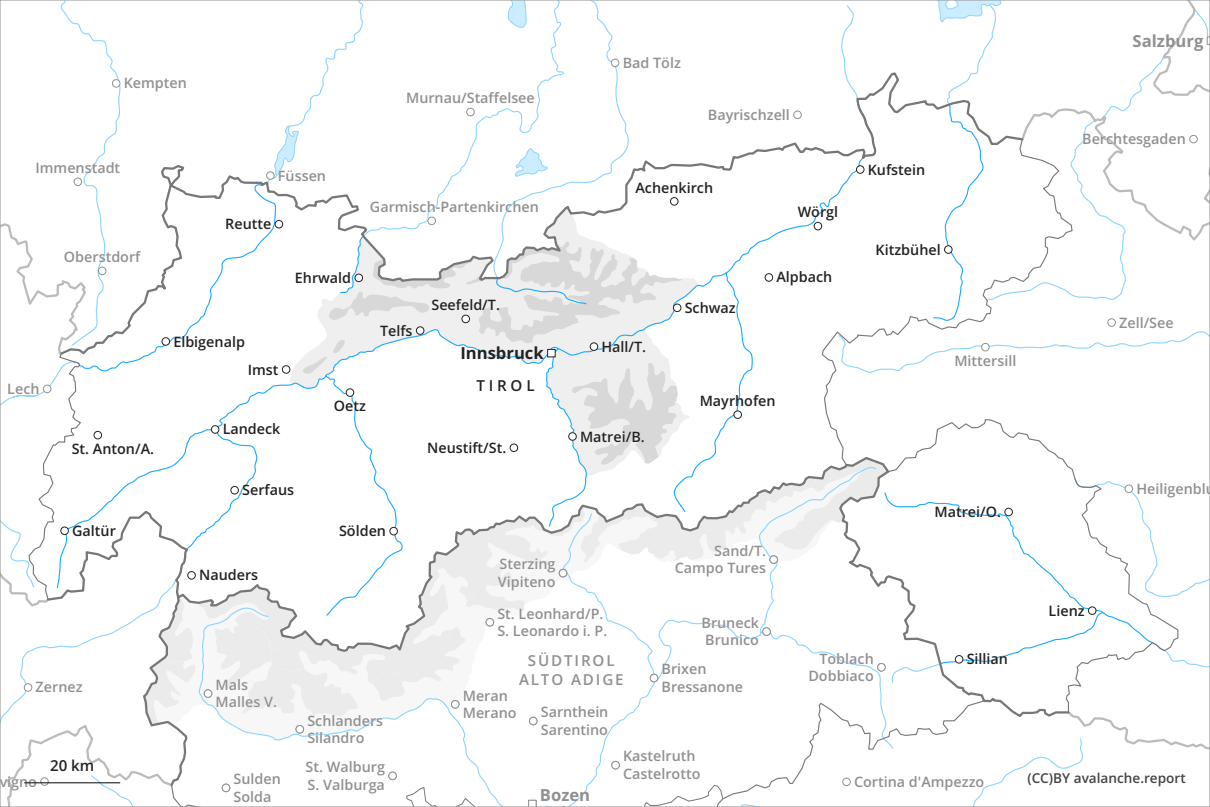 Salzburg
Bad Tölz
Kempten
Murnau/Staffelsee
Bayrischzell
Berchtesgaden
Immenstadt
Füssen
Kufstein
Achenkirch
Garmisch-Partenkirchen
Wörgl
Reutte
Kitzbühel
Oberstdorf
Ehrwald
Alpbach
Seefeld/T.
Schwaz
Zell/See
Telfs
Elbigenalp
Innsbruck
Hall/T.
Mittersill
Imst
TIROL
Lech
Oetz
Mayrhofen
Landeck
Matrei/B.
St. Anton/A.
Neustift/St.
Serfaus
Heiligenblu
Matrei/O.
Galtür
Sölden
Sand/T.
Campo Tures
Sterzing
Vipiteno
Nauders
Lienz
St. Leonhard/P.
S. Leonardo i. P.
Bruneck
Brunico
SÜDTIROL
ALTO ADIGE
Sillian
Toblach
Dobbiaco
Brixen
Bressanone
Zernez
Mals
Malles V.
Meran
Merano
Sarnthein
Sarentino
Schlanders
Silandro
Kastelruth
Castelrotto
20 km
St. Walburg
S. Valburga
vigno
Sulden
Solda
Cortina d'Ampezzo
(CC)BY avalanche.report
Bozen